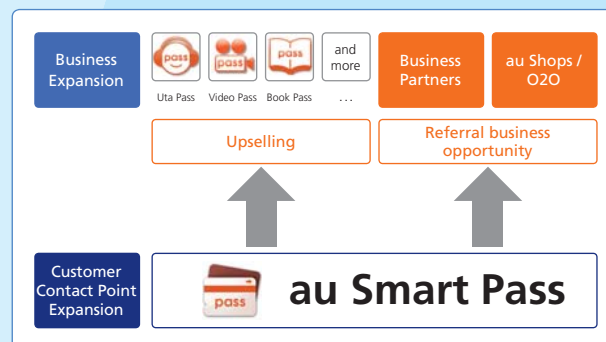 Business
Expansion
pass
pass
pass
and
more
Uta Pass
Video Pass
Book Pass
...
Business
Partners
au Shops /
O2O
Upselling
Referral business
opportunity
Customer
Contact Point
Expansion
pass
au Smart Pass